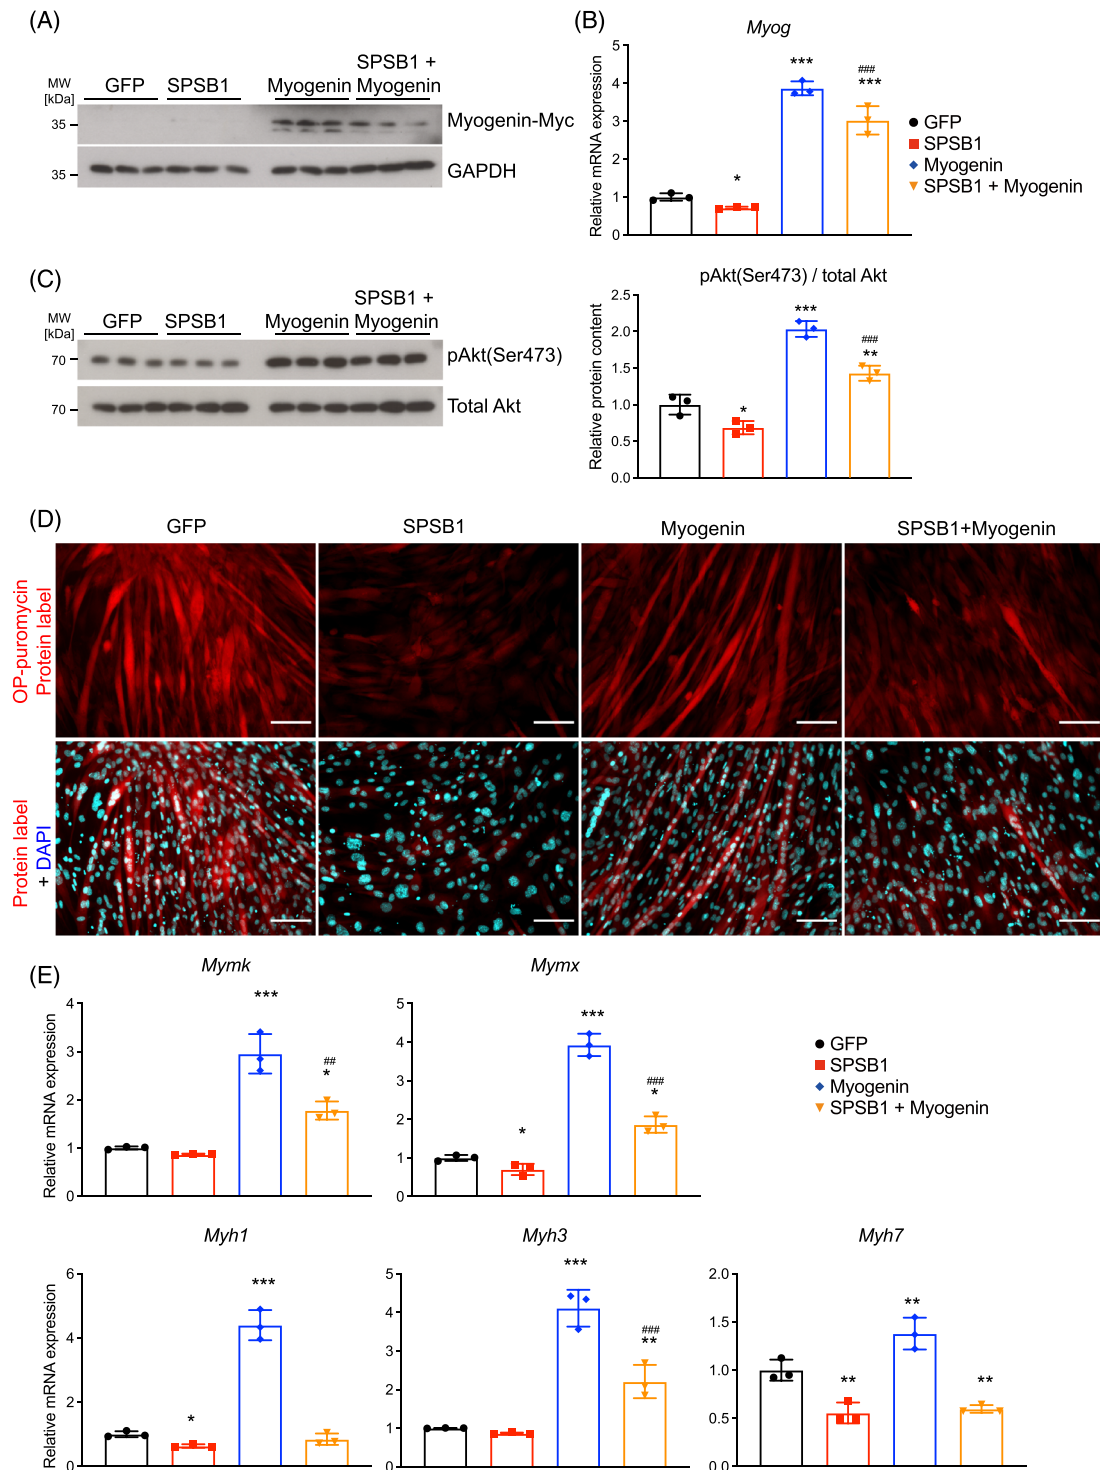 (A)
MW
[kDa]
GFP
SPSB1
Myogenin
SPSB1 +
Myogenin
35
Myogenin-Myc
35
GAPDH
(B)
Myog
Relative mRNA expression
5
4
3
2
1
0
*
***
###
***
GFP
SPSB1
Myogenin
SPSB1 + Myogenin
(C)
MW
[kDa]
GFP
SPSB1
Myogenin
SPSB1 +
Myogenin
70
pAkt(Ser473)
70
Total Akt
pAkt(Ser473) / total Akt
Relative protein content
2.5
2.0
1.5
1.0
0.5
0.0
*
***
###
**
(D)
GFP
SPSB1
Myogenin
SPSB1+Myogenin
OP-puromycin
Protein label
Protein label
+ DAPI
(E)
Mymk
Relative mRNA expression
4
3
2
1
0
***
##
*
Mymx
5
4
3
2
1
0
*
***
###
*
GFP
SPSB1
Myogenin
SPSB1 + Myogenin
Myh1
Relative mRNA expression
6
4
2
0
*
***
Myh3
5
4
3
2
1
0
***
###
**
Myh7
2.0
1.5
1.0
0.5
0.0
**
**
**